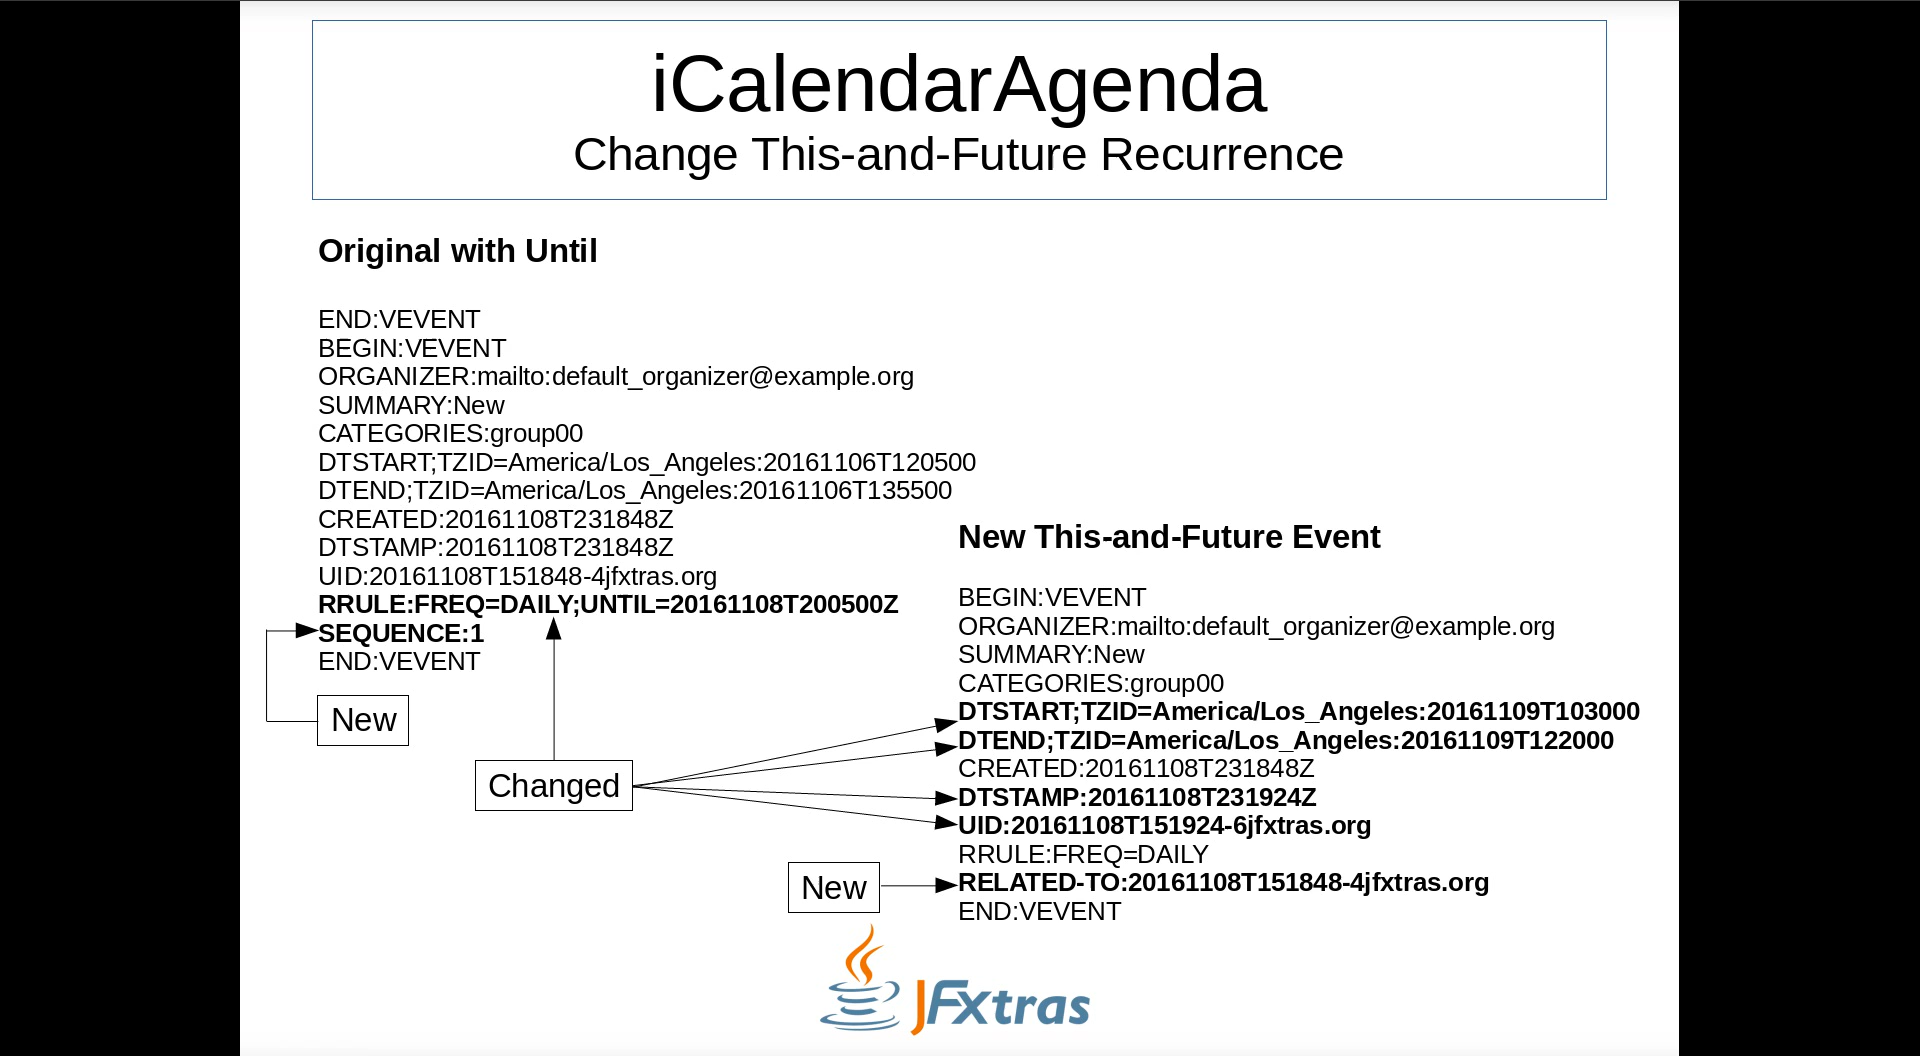 iCalendarAgenda
Change This-and-Future Recurrence
Original with Until
END:VEVENT
BEGIN:VEVENT
ORGANIZER:mailto:default_organizer@example.org
SUMMARY:New
CATEGORIES:group00
DTSTART;TZID=America/Los_Angeles:20161106T120500
DTEND;TZID=America/Los_Angeles:20161106T135500
CREATED:20161108T231848Z
DTSTAMP:20161108T231848Z
UID:20161108T151848-4jfxtras.org
RRULE:FREQ=DAILY;UNTIL=20161108T200500Z
SEQUENCE:1
END:VEVENT
New
Changed
New This-and-Future Event
BEGIN:VEVENT
ORGANIZER:mailto:default_organizer@example.org
SUMMARY:New
CATEGORIES:group00
DTSTART;TZID=America/Los_Angeles:20161109T103000
DTEND;TZID=America/Los_Angeles:20161109T122000
CREATED:20161108T231848Z
DTSTAMP:20161108T231924Z
UID:20161108T151924-6jfxtras.org
RRULE:FREQ=DAILY
RELATED-TO:20161108T151848-4jfxtras.org
END:VEVENT
New
JFXtras